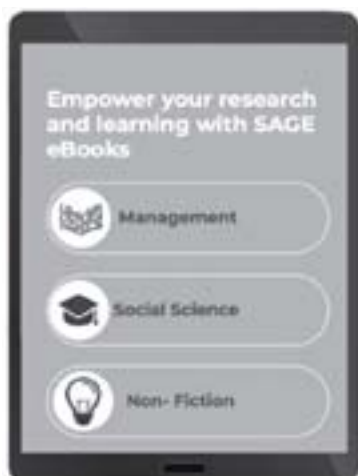 Empower your research
and learning with SAGE
eBooks
Management
Social Science
Non- Fiction